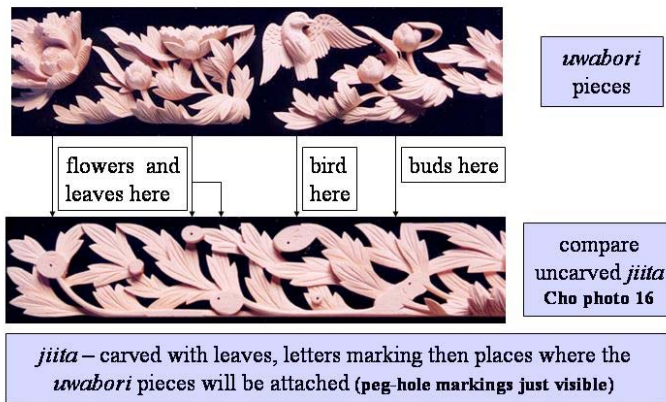 uwabori
pieces
flowers and
leaves here
bird
here
buds here
compare
uncarved jiita
Cho photo 16
jiita – carved with leaves, letters marking then places where the
uwabori pieces will be attached (peg-hole markings just visible)